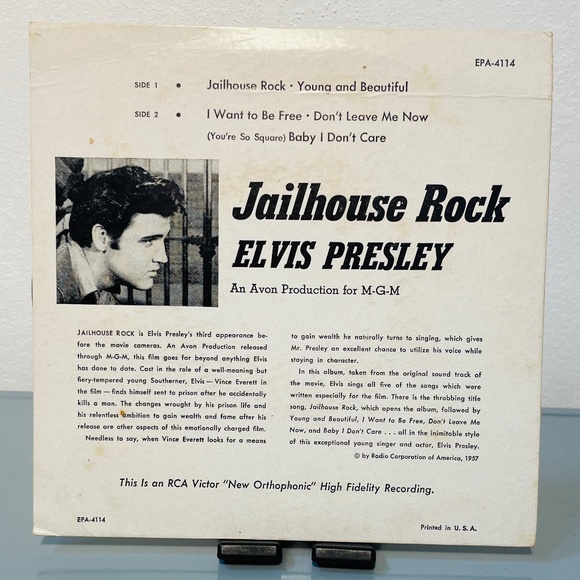 EPA-4114
SIDE 1 • Jailhouse Rock • Young and Beautiful
SIDE 2 • I Want to Be Free • Don't Leave Me Now
(You're So Square) Baby I Don't Care
Jailhouse Rock
ELVIS PRESLEY
An Avon Production for M-G-M
JAILHOUSE ROCK is Elvis Presley's third appearance be-
fore the movie cameras. An Avon Production released
through M-G-M, this film goes far beyond anything Elvis
has done to date. Cast in the role of a well-meaning but
fiery-tempered young Southerner, Elvis—Vince Everett in
the film—finds himself sent to prison after he accidentally
kills a man. The changes wrought by his prison life and
his relentless ambition to gain wealth and fame after his
release are other aspects of this emotionally charged film.
Needless to say, when Vince Everett looks for a means
to gain wealth he naturally turns to singing, which gives
Mr. Presley an excellent chance to utilize his voice while
staying in character.
In this album, taken from the original sound track of
the movie, Elvis sings all five of the songs which were
written especially for the film. There is the throbbing title
song, Jailhouse Rock, which opens the album, followed by
Young and Beautiful, I Want to Be Free, Don't Leave Me
Now, and Baby I Don't Care . . . all in the inimitable style
of this exceptional young singer and actor, Elvis Presley.
© by Radio Corporation of America, 1957
This Is an RCA Victor "New Orthophonic" High Fidelity Recording.
EPA-4114
Printed in U. S. A.